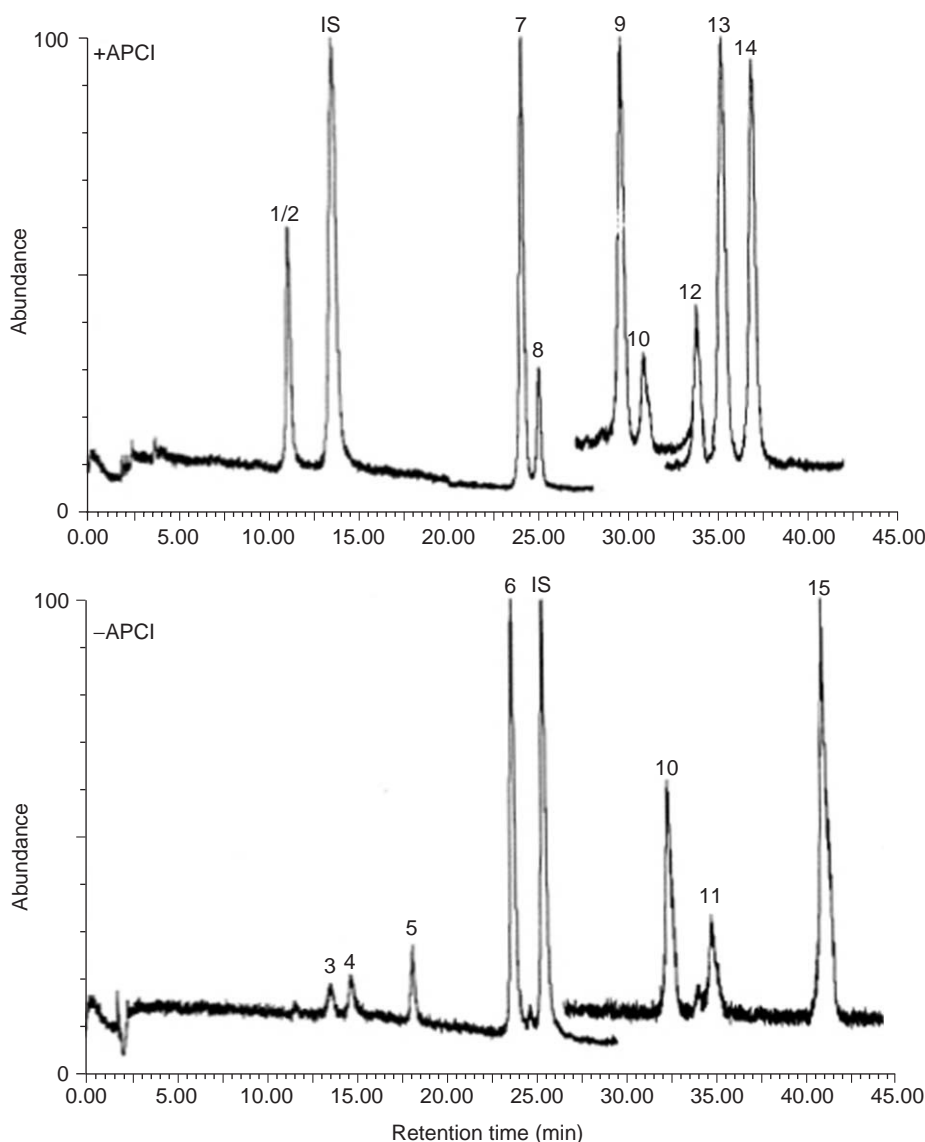 IS 7 9 13
100
+APCI
14
1/2
12
8 10
Abundance
0
0.00 5.00 10.00 15.00 20.00 25.00 30.00 35.00 40.00 45.00
6 IS 15
100
−APCI
10
11
5
3 4
Abundance
0
0.00 5.00 10.00 15.00 20.00 25.00 30.00 35.00 40.00 45.00
Retention time (min)